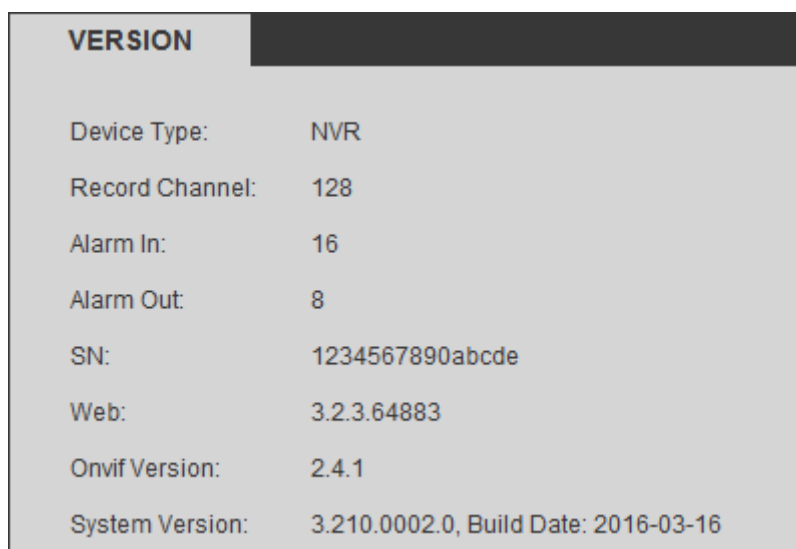 VERSION
Device Type: NVR
Record Channel: 128
Alarm In: 16
Alarm Out: 8
SN: 1234567890abcde
Web: 3.2.3.64883
Onvif Version: 2.4.1
System Version: 3.210.0002.0, Build Date: 2016-03-16